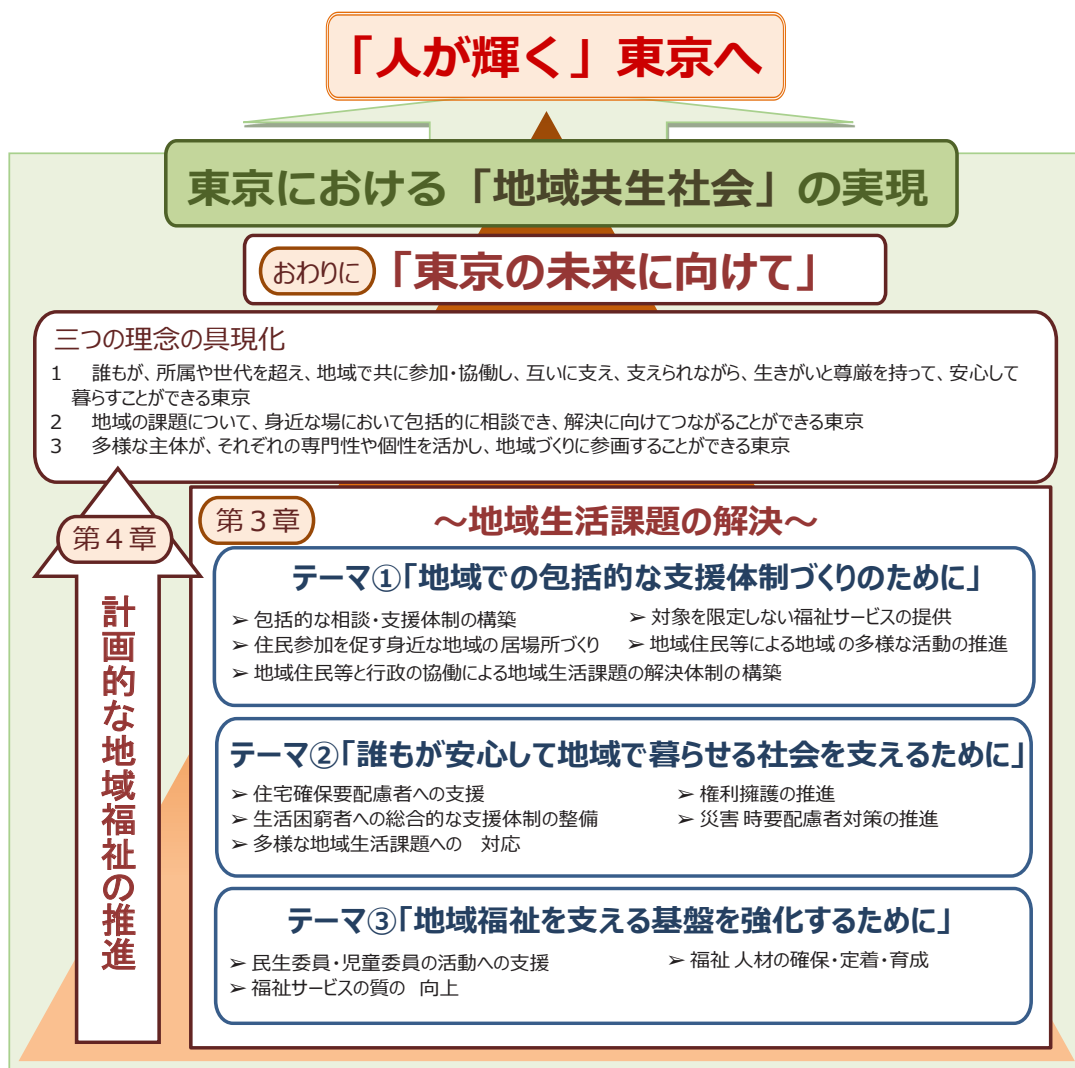 「人が輝く」東京へ
東京における「地域共生社会」の実現
おわりに 「東京の未来に向けて」
三つの理念の具現化
1 誰もが、所属や世代を超え、地域で共に参加・協働し、互いに支え、支えられながら、生きがいと尊厳を持って、安心して
暮らすことができる東京
2 地域の課題について、身近な場において包括的に相談でき、解決に向けてつながることができる東京
3 多様な主体が、それぞれの専門性や個性を活かし、地域づくりに参画することができる東京
第4章
計画的な地域福祉の推進
第3章 ～地域生活課題の解決～
テーマ①「地域での包括的な支援体制づくりのために」
➢ 包括的な相談・支援体制の構築 ➢ 対象を限定しない福祉サービスの提供
➢ 住民参加を促す身近な地域の居場所づくり ➢ 地域住民等による地域の多様な活動の推進
➢ 地域住民等と行政の協働による地域生活課題の解決体制の構築
テーマ②「誰もが安心して地域で暮らせる社会を支えるために」
➢ 住宅確保要配慮者への支援 ➢ 権利擁護の推進
➢ 生活困窮者への総合的な支援体制の整備 ➢ 災害時要配慮者対策の推進
➢ 多様な地域生活課題への 対応
テーマ③「地域福祉を支える基盤を強化するために」
➢ 民生委員・児童委員の活動への支援 ➢ 福祉人材の確保・定着・育成
➢ 福祉サービスの質の 向上